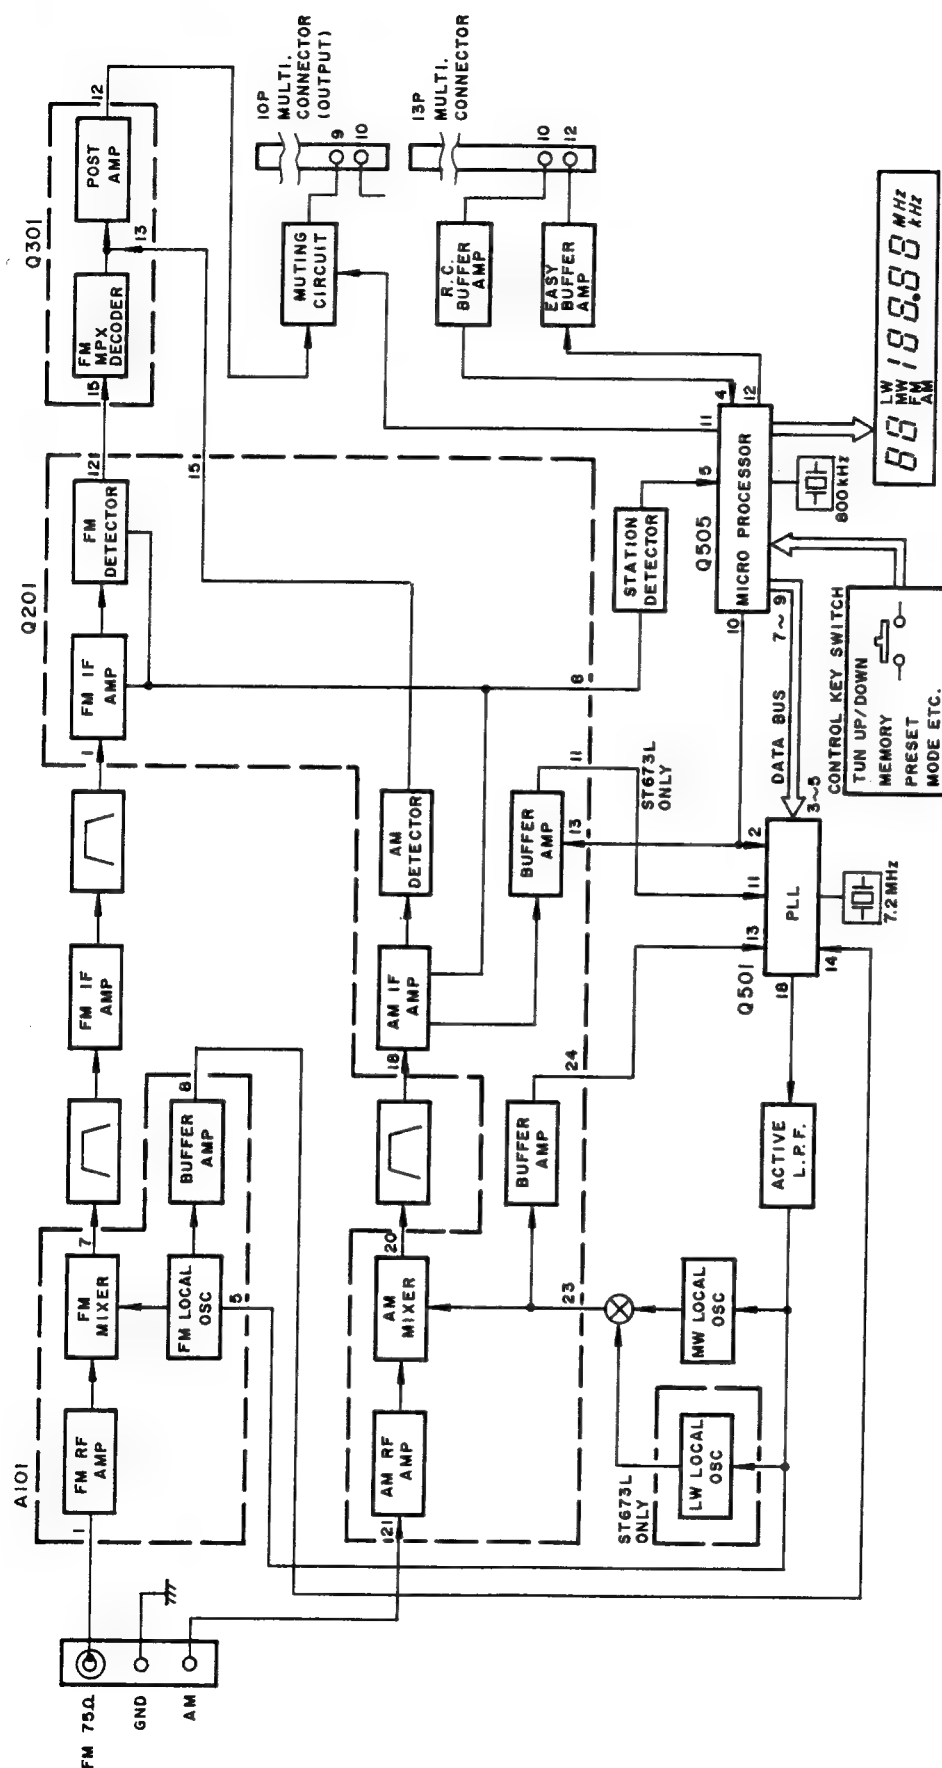 FM 75Ω
GND
AM
A101
1
FM RF
AMP
FM
MIXER
7
FM LOCAL
OSC
5
BUFFER
AMP
8
FM IF
AMP
Q201
1
FM IF
AMP
FM
DETECTOR
12
Q301
15
FM
MPX
DECODER
13
POST
AMP
12
15
21
AM RF
AMP
AM
MIXER
20
18
AM IF
AMP
AM
DETECTOR
BUFFER
AMP
24
23
BUFFER
AMP
11
13
8
ST673L
ONLY
ST673L
ONLY
LW LOCAL
OSC
MW LOCAL
OSC
ACTIVE
L.P.F.
Q501
18
14
13
11
2
3~5
PLL
7.2MHz
STATION
DETECTOR
Q505
10
7~9
5
11
4
12
MICRO PROCESSOR
800kHz
DATA BUS
CONTROL KEY SWITCH
TUN UP/DOWN
MEMORY
PRESET
MODE ETC.
MUTING
CIRCUIT
R.C.
BUFFER
AMP
EASY
BUFFER
AMP
10P
MULTI.
CONNECTOR
(OUTPUT)
9
10
13P
MULTI.
CONNECTOR
10
12
88
LW
MW
FM
AM
188.88
MHz
kHz